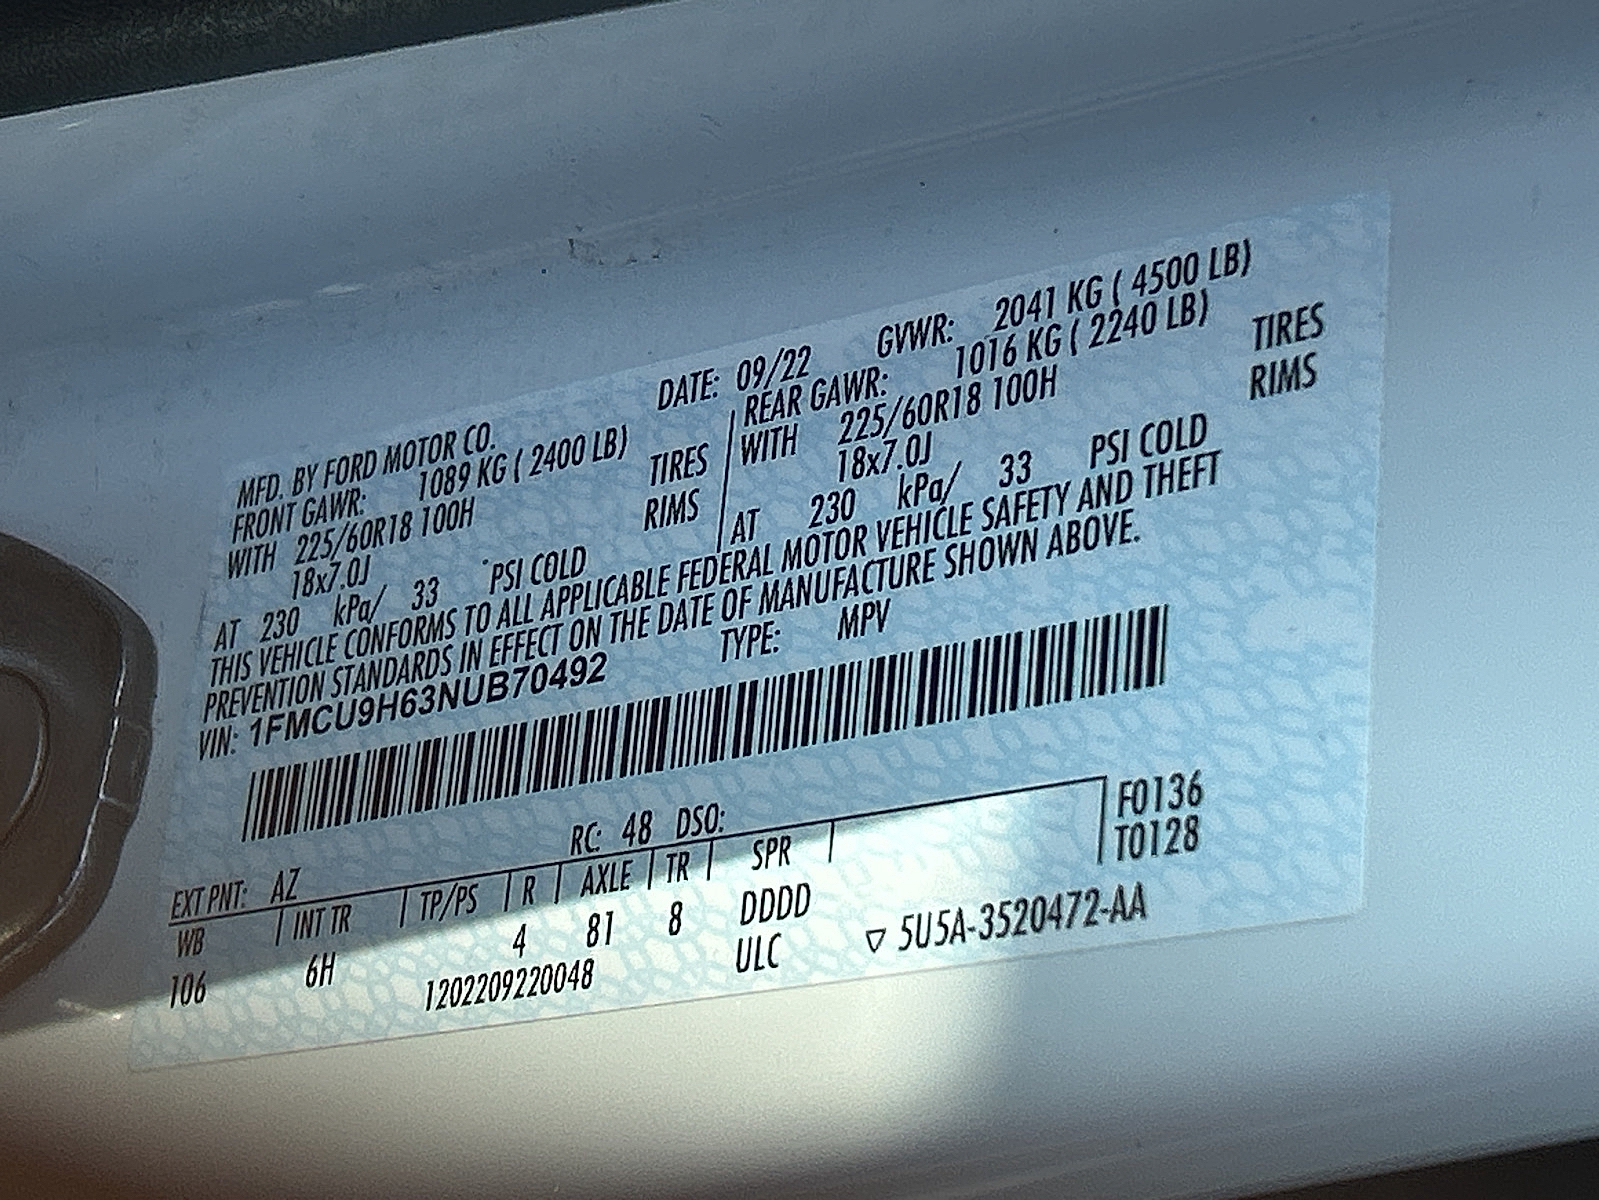 MFD. BY FORD MOTOR CO. DATE: 09/22 GVWR: 2041 KG ( 4500 LB)
FRONT GAWR: 1089 KG ( 2400 LB) REAR GAWR: 1016 KG ( 2240 LB)
WITH 225/60R18 100H TIRES WITH 225/60R18 100H TIRES
18x7.0J RIMS 18x7.0J RIMS
AT 230 kPa/ 33 PSI COLD AT 230 kPa/ 33 PSI COLD
THIS VEHICLE CONFORMS TO ALL APPLICABLE FEDERAL MOTOR VEHICLE SAFETY AND THEFT
PREVENTION STANDARDS IN EFFECT ON THE DATE OF MANUFACTURE SHOWN ABOVE.
VIN: 1FMCU9H63NUB70492 TYPE: MPV
EXT PNT: AZ RC: 48 DSO: F0136
WB INT TR TP/PS R AXLE TR SPR T0128
106 6H 4 81 8 DDDD
1202209220048 ULC ▽ 5U5A-3520472-AA